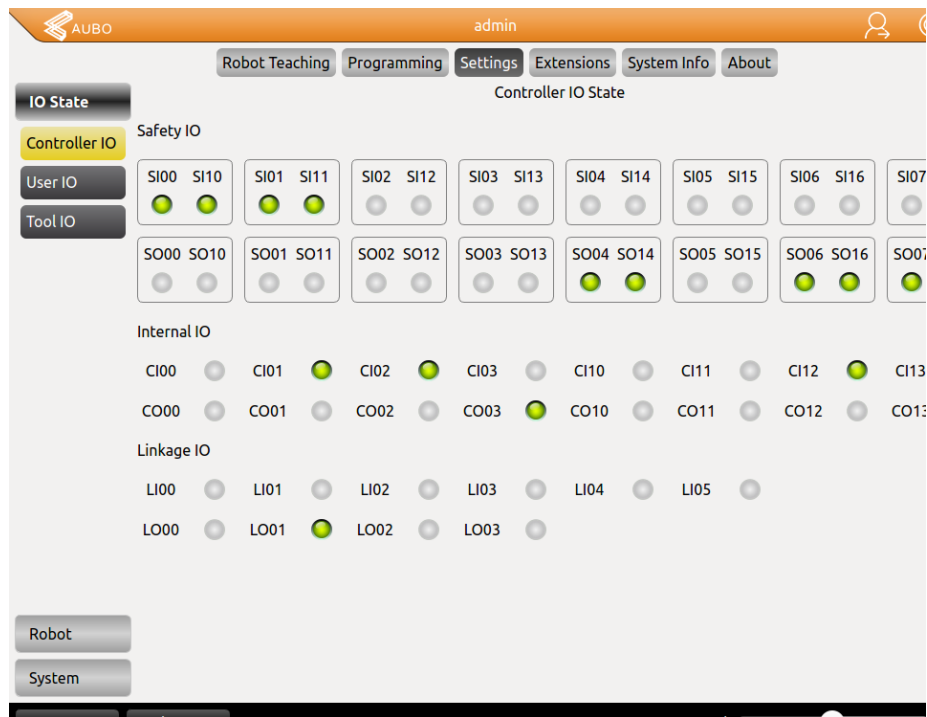 AUBO admin
Robot Teaching Programming Settings Extensions System Info About
IO State
Controller IO
User IO
Tool IO
Controller IO State
Safety IO
SI00 SI10 SI01 SI11 SI02 SI12 SI03 SI13 SI04 SI14 SI05 SI15 SI06 SI16 SI07
SO00 SO10 SO01 SO11 SO02 SO12 SO03 SO13 SO04 SO14 SO05 SO15 SO06 SO16 SO07
Internal IO
CI00 CI01 CI02 CI03 CI10 CI11 CI12 CI13
CO00 CO01 CO02 CO03 CO10 CO11 CO12 CO13
Linkage IO
LI00 LI01 LI02 LI03 LI04 LI05
LO00 LO01 LO02 LO03
Robot
System